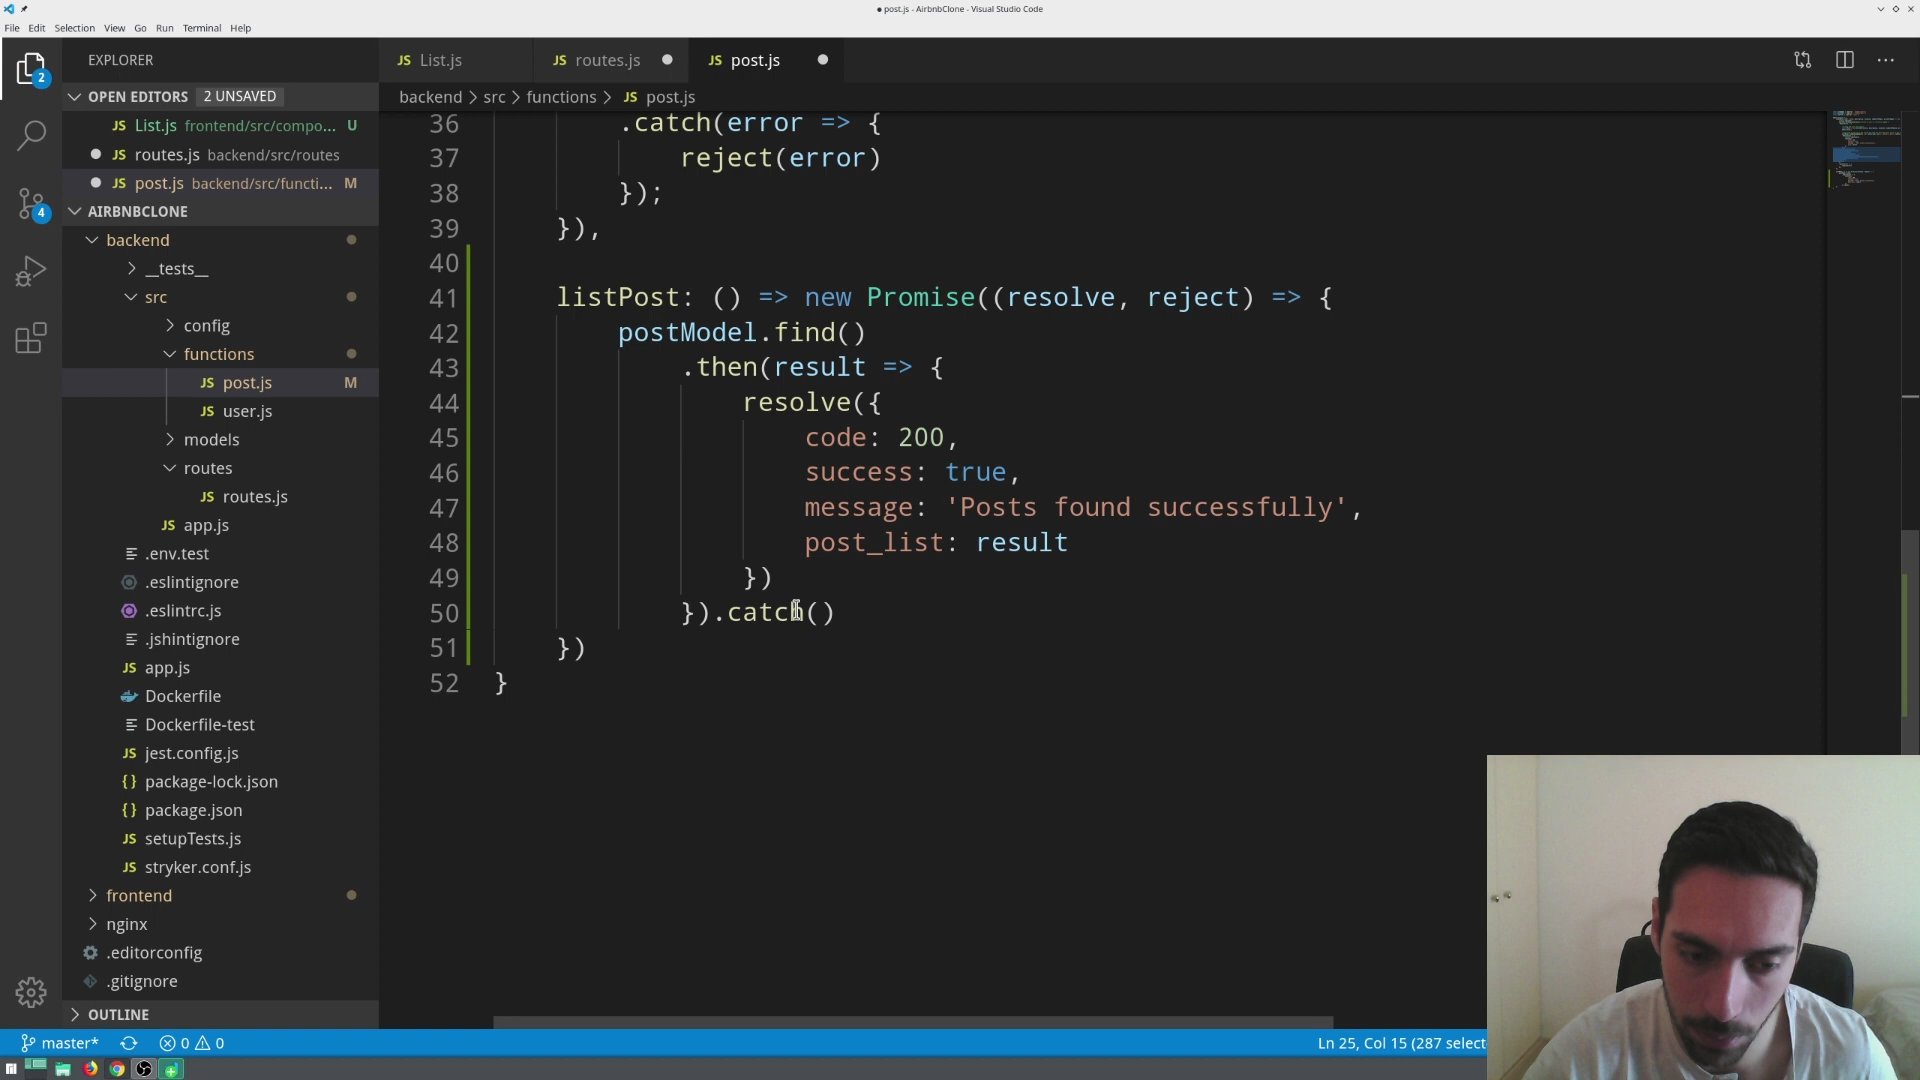 post.js - AirbnbClone - Visual Studio Code
File Edit Selection View Go Run Terminal Help
EXPLORER
OPEN EDITORS 2 UNSAVED
JS List.js frontend/src/compo... U
JS routes.js backend/src/routes
JS post.js backend/src/functi... M
AIRBNBCLONE
backend
__tests__
src
config
functions
JS post.js M
JS user.js
models
routes
JS routes.js
JS app.js
.env.test
.eslintignore
.eslintrc.js
.jshintignore
JS app.js
Dockerfile
Dockerfile-test
JS jest.config.js
{} package-lock.json
{} package.json
JS setupTests.js
JS stryker.conf.js
frontend
nginx
.editorconfig
.gitignore
OUTLINE
2
4
JS List.js JS routes.js JS post.js
backend > src > functions > JS post.js
36 .catch(error => {
37 reject(error)
38 });
39 }),
40
41 listPost: () => new Promise((resolve, reject) => {
42 postModel.find()
43 .then(result => {
44 resolve({
45 code: 200,
46 success: true,
47 message: 'Posts found successfully',
48 post_list: result
49 })
50 }).catch()
51 })
52 }
master* 0 0 Ln 25, Col 15 (287 select